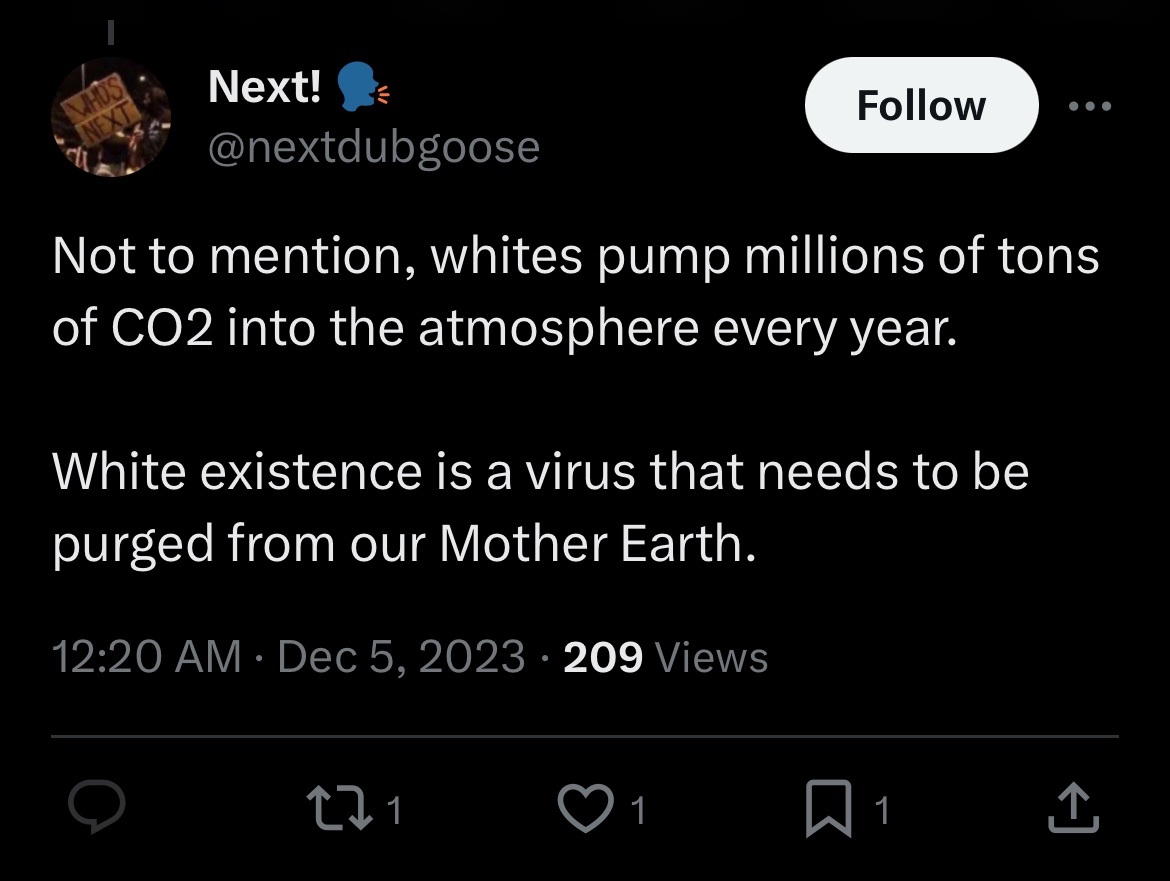 WHO'S
NEXT
Next! 🗣
@nextdubgoose
Follow
Not to mention, whites pump millions of tons
of CO2 into the atmosphere every year.
White existence is a virus that needs to be
purged from our Mother Earth.
12:20 AM · Dec 5, 2023 · 209 Views
1 1 1